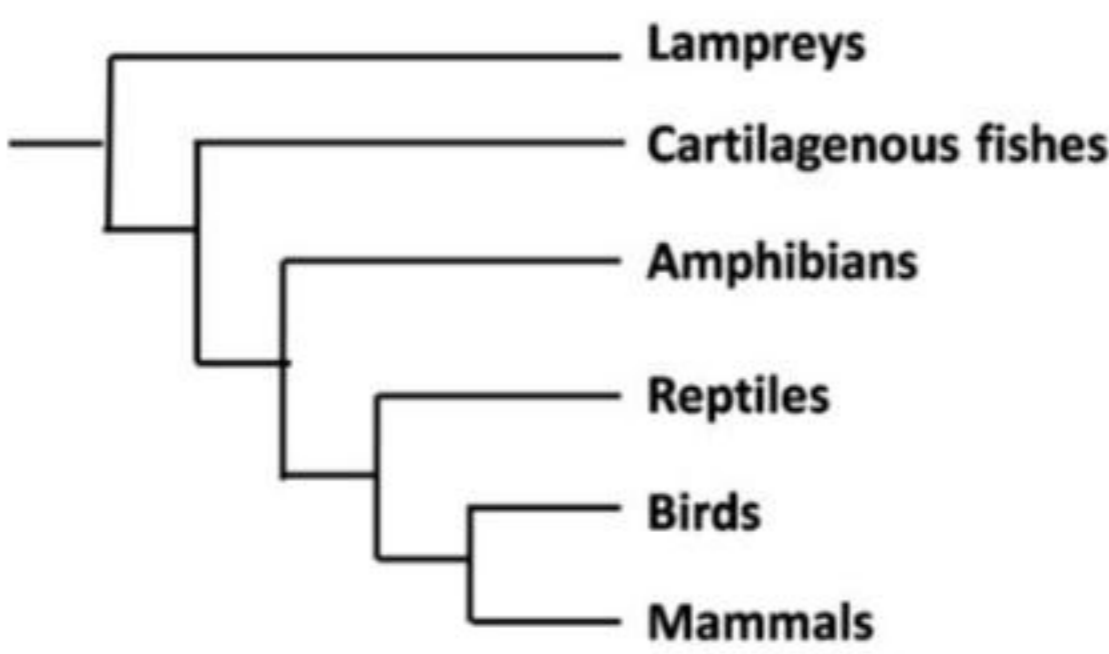 Lampreys
Cartilagenous fishes
Amphibians
Reptiles
Birds
Mammals